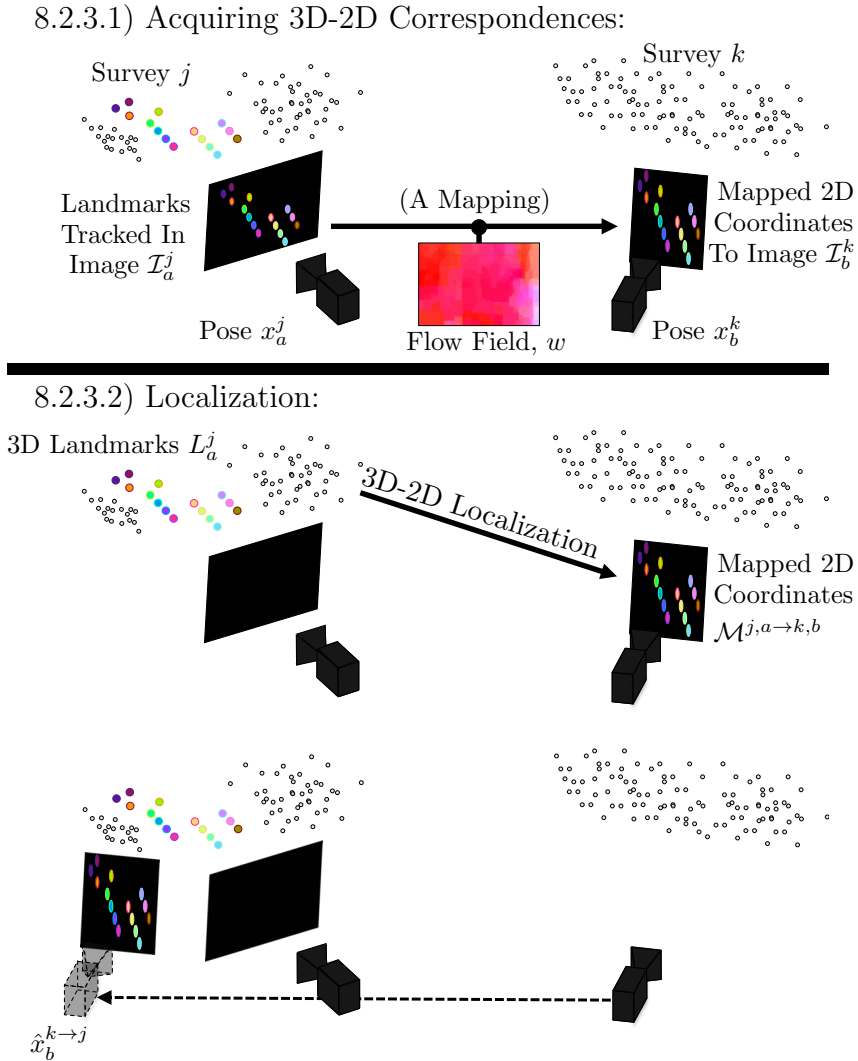 8.2.3.1) Acquiring 3D-2D Correspondences:
Survey j
Survey k
Landmarks
Tracked In
Image ℐ_a^j
(A Mapping)
Mapped 2D
Coordinates
To Image ℐ_b^k
Pose x_a^j
Flow Field, w
Pose x_b^k
8.2.3.2) Localization:
3D Landmarks L_a^j
3D-2D Localization
Mapped 2D
Coordinates
ℳ^{j,a→k,b}
x̂_b^{k→j}